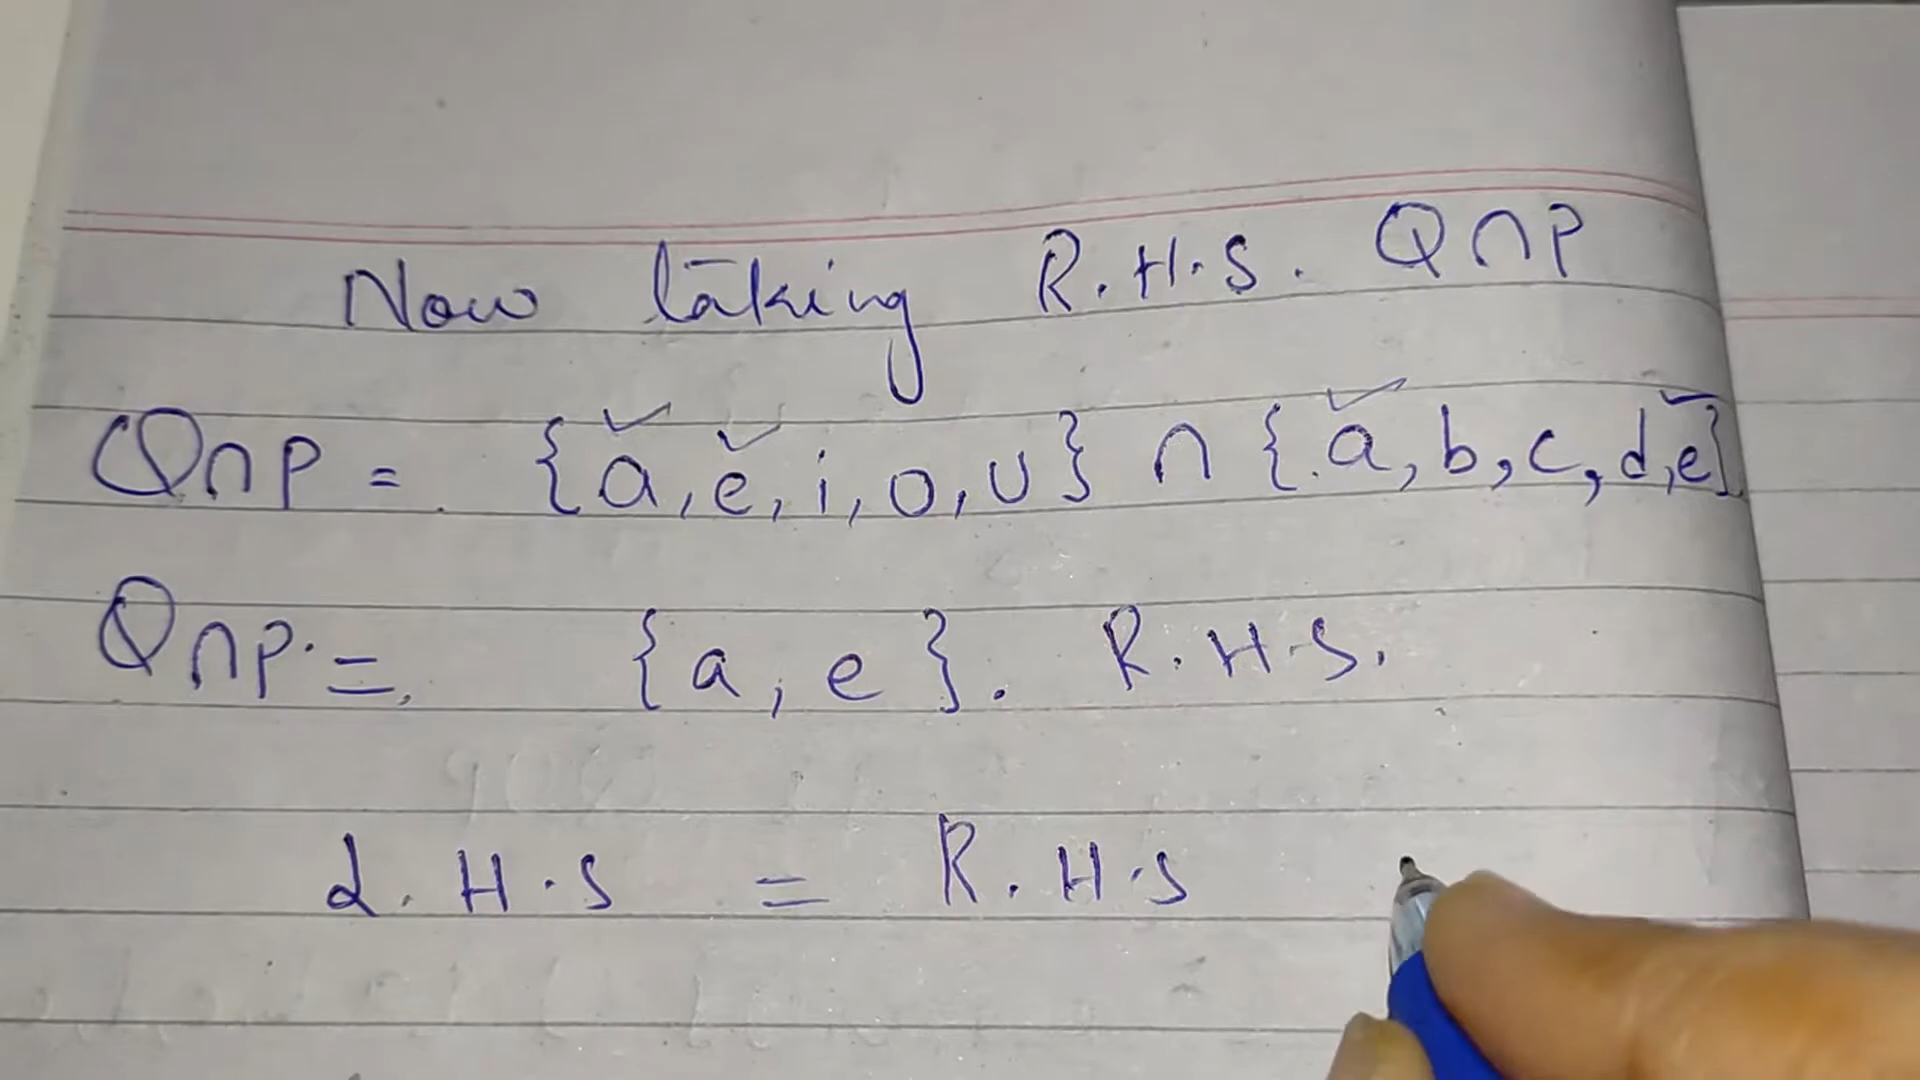 Now taking R.H.S. Q∩P
Q∩P = {a, e, i, o, u} ∩ {a, b, c, d, e}
Q∩P = {a, e}. R.H.S.
L.H.S = R.H.S